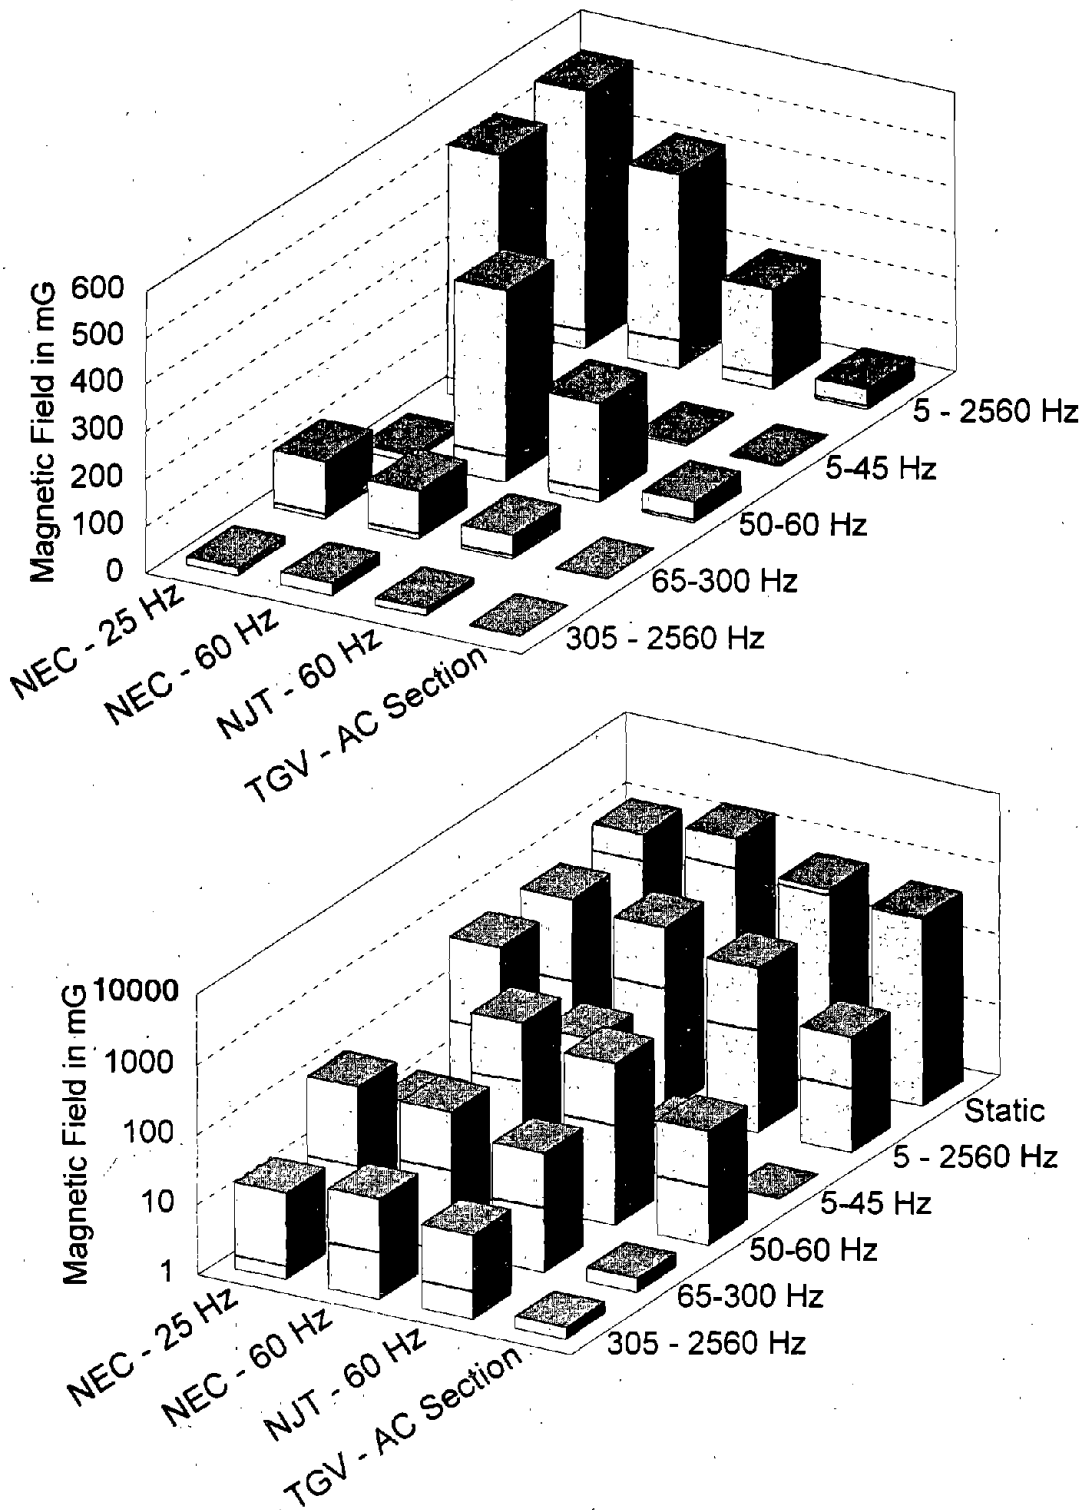 600
500
400
300
200
100
0
Magnetic Field in mG
NEC - 25 Hz
NEC - 60 Hz
NJT - 60 Hz
TGV - AC Section
5 - 2560 Hz
5-45 Hz
50-60 Hz
65-300 Hz
305 - 2560 Hz
10000
1000
100
10
1
Magnetic Field in mG
NEC - 25 Hz
NEC - 60 Hz
NJT - 60 Hz
TGV - AC Section
Static
5 - 2560 Hz
5-45 Hz
50-60 Hz
65-300 Hz
305 - 2560 Hz